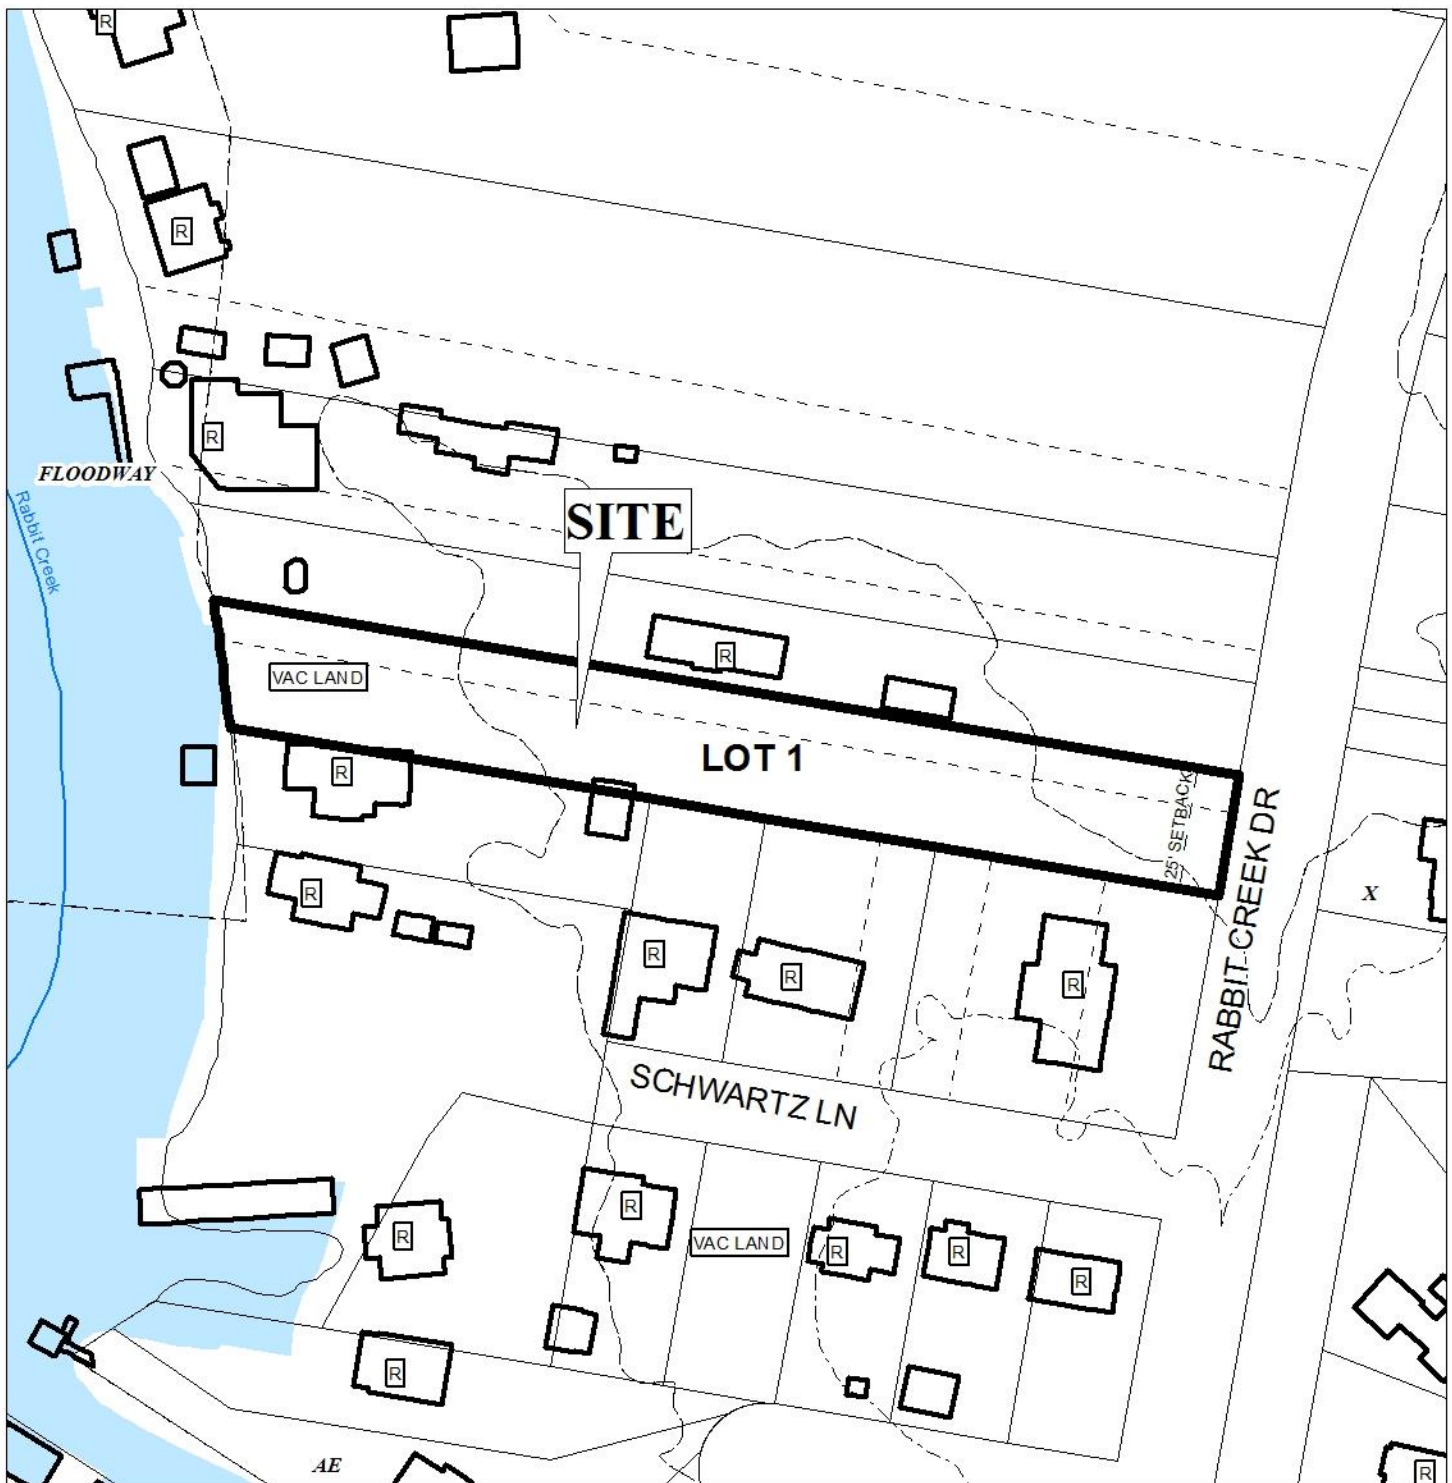 R
R
R
FLOODWAY
Rabbit Creek
SITE
R
VAC LAND
LOT 1
R
25' SETBACK
RABBIT CREEK DR
R
X
R
R
R
SCHWARTZ LN
R
R
VAC LAND
R
R
R
R
AE
R